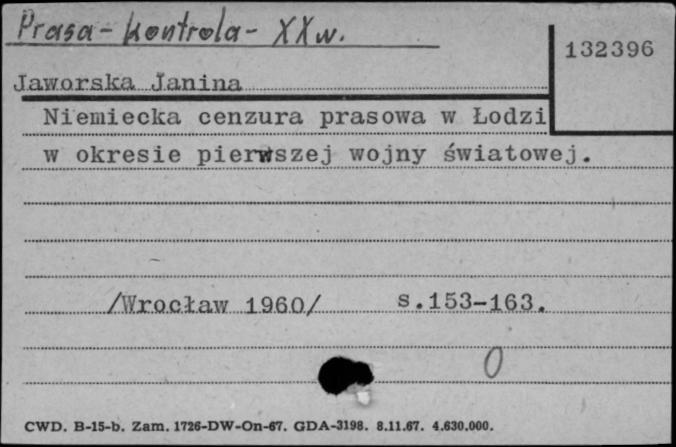 Prasa - kontrola - XX w.
132396
Jaworska Janina
Niemiecka cenzura prasowa w Łodzi
w okresie pierwszej wojny światowej.
/Wrocław 1960/ s.153-163.
0
CWD. B-15-b. Zam. 1726-DW-On-67. GDA-3198. 8.11.67. 4.630.000.